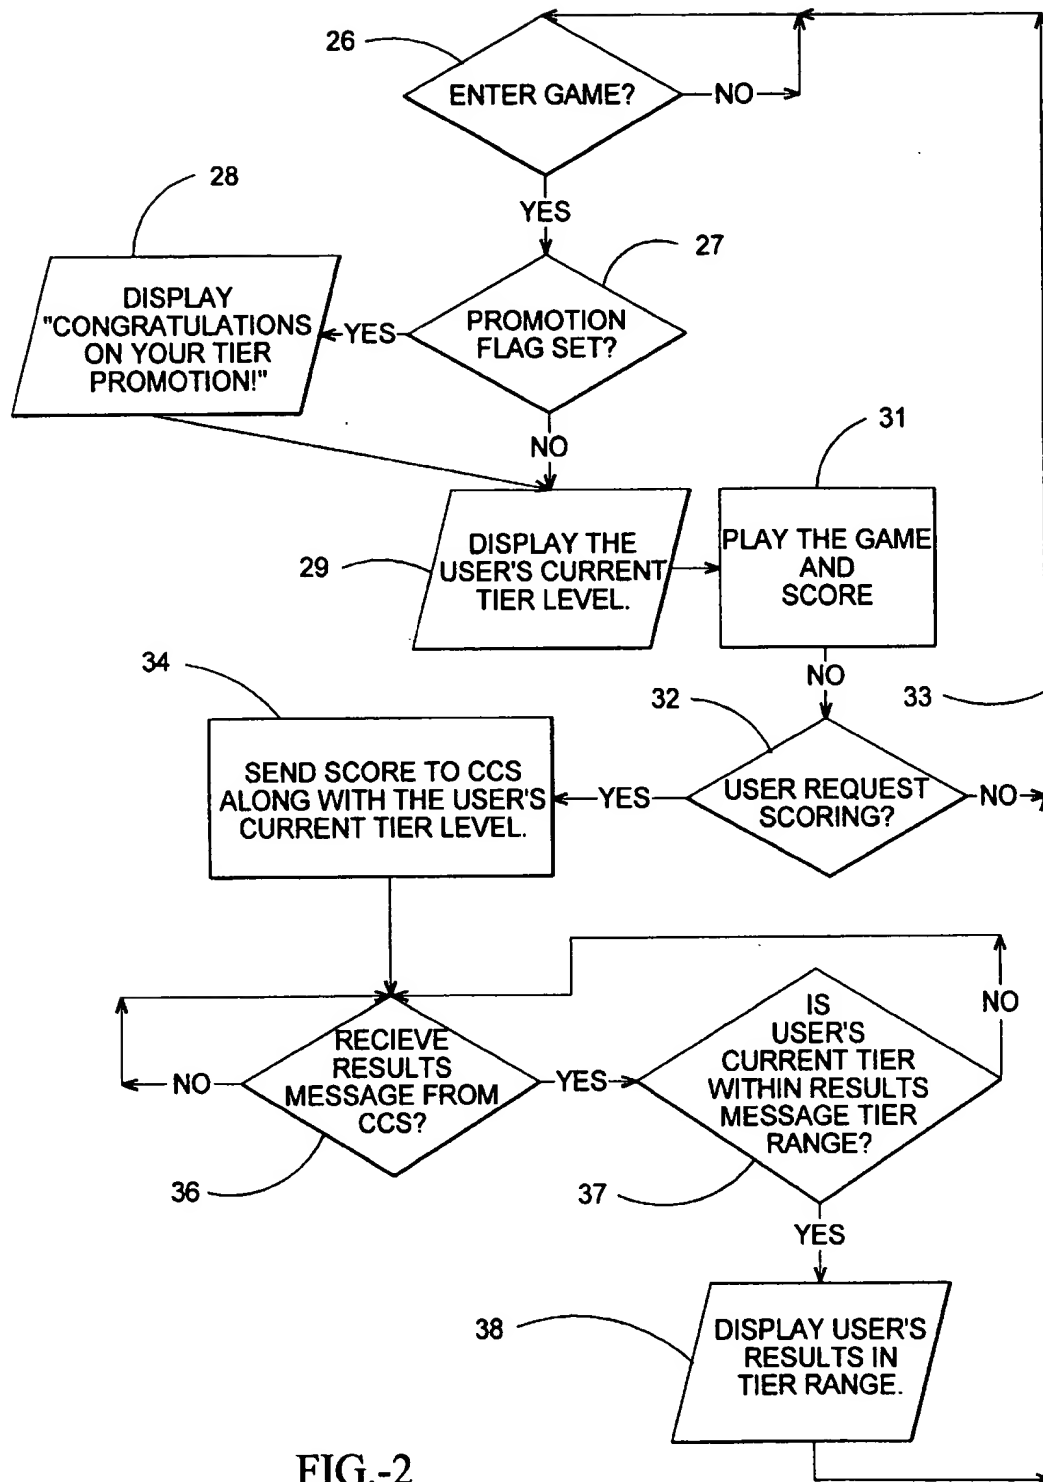 26
ENTER GAME?
NO
YES
28
27
DISPLAY
"CONGRATULATIONS
ON YOUR TIER
PROMOTION!"
YES
PROMOTION
FLAG SET?
NO
31
29
DISPLAY THE
USER'S CURRENT
TIER LEVEL.
PLAY THE GAME
AND
SCORE
NO
34
32
33
SEND SCORE TO CCS
ALONG WITH THE USER'S
CURRENT TIER LEVEL.
YES
USER REQUEST
SCORING?
NO
RECIEVE
RESULTS
MESSAGE FROM
CCS?
NO
YES
36
IS
USER'S
CURRENT TIER
WITHIN RESULTS
MESSAGE TIER
RANGE?
NO
37
YES
38
DISPLAY USER'S
RESULTS IN
TIER RANGE.
FIG.-2